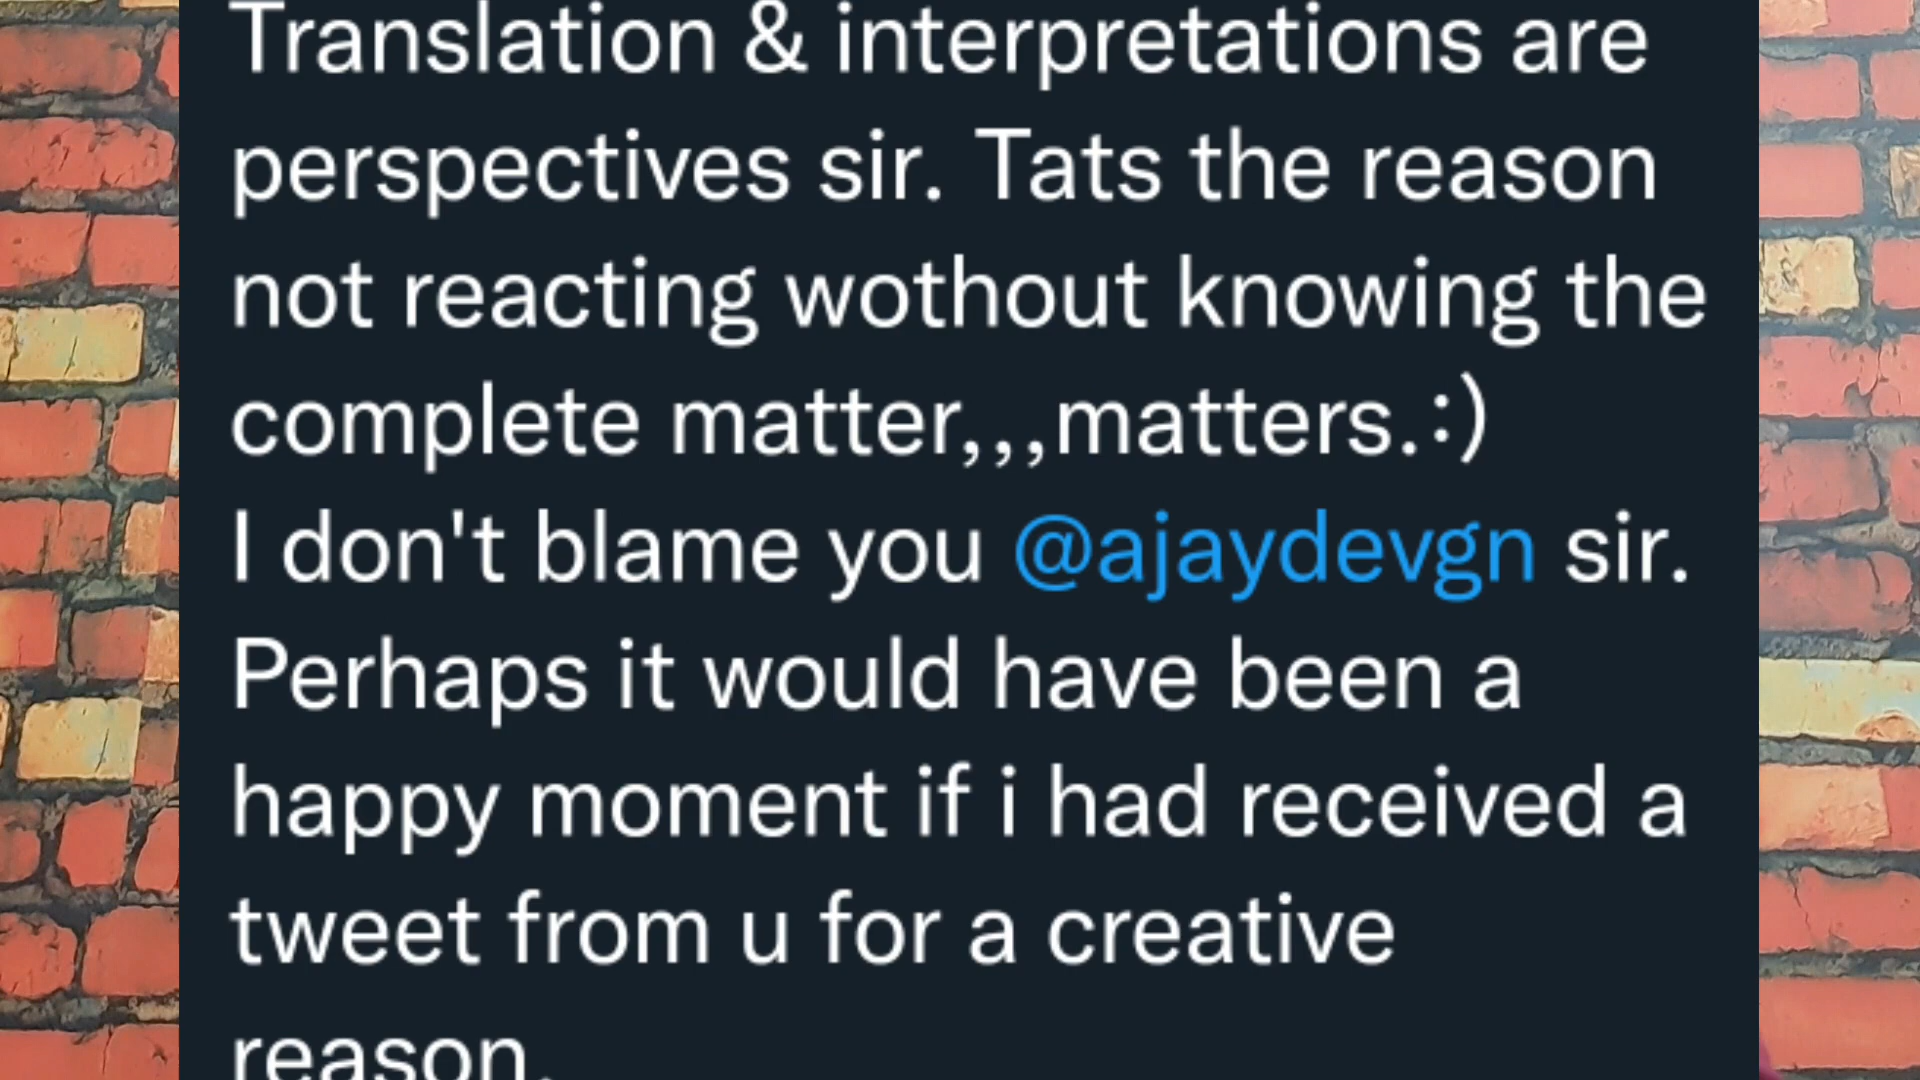 Translation & interpretations are
perspectives sir. Tats the reason
not reacting wothout knowing the
complete matter,,,matters.:)
I don't blame you @ajaydevgn sir.
Perhaps it would have been a
happy moment if i had received a
tweet from u for a creative
reason.